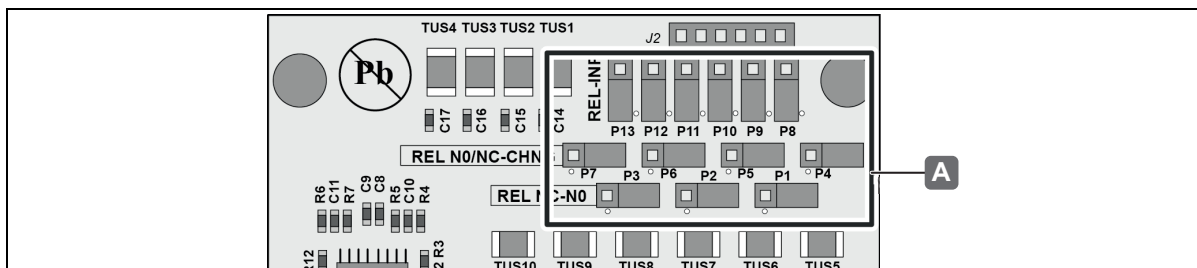 TUS4 TUS3 TUS2 TUS1
J2
Pb
REL-INF
C17
C16
C15
C14
P13 P12 P11 P10 P9 P8
REL N0/NC-CHN
P7 P3 P6 P2 P5 P1 P4
A
REL NC-N0
R6
C11
R7
C9
C8
R5
C10
R4
R12
R3
TUS10 TUS9 TUS8 TUS7 TUS6 TUS5